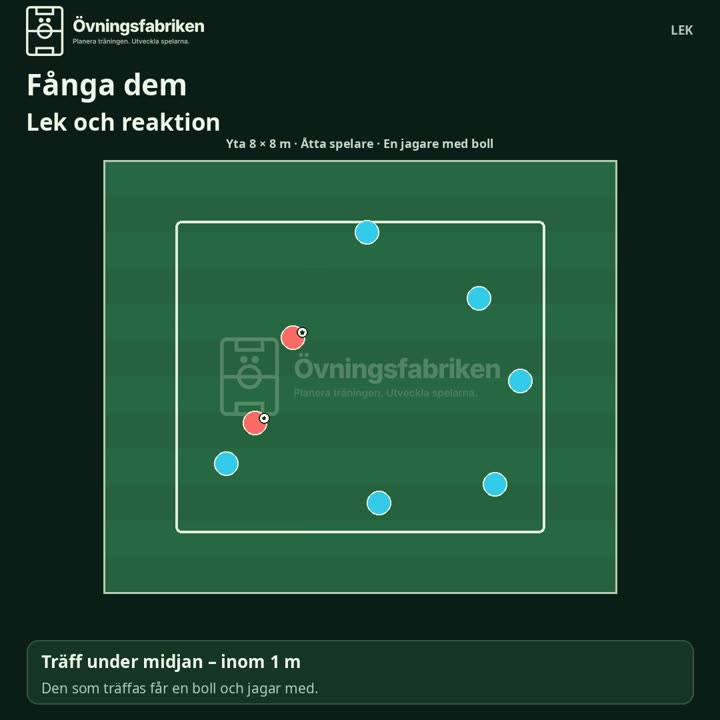 Övningsfabriken
Planera träningen. Utveckla spelarna.
LEK
Fånga dem
Lek och reaktion
Yta 8 × 8 m · Åtta spelare · En jagare med boll
Övningsfabriken
Planera träningen. Utveckla spelarna.
Träff under midjan – inom 1 m
Den som träffas får en boll och jagar med.